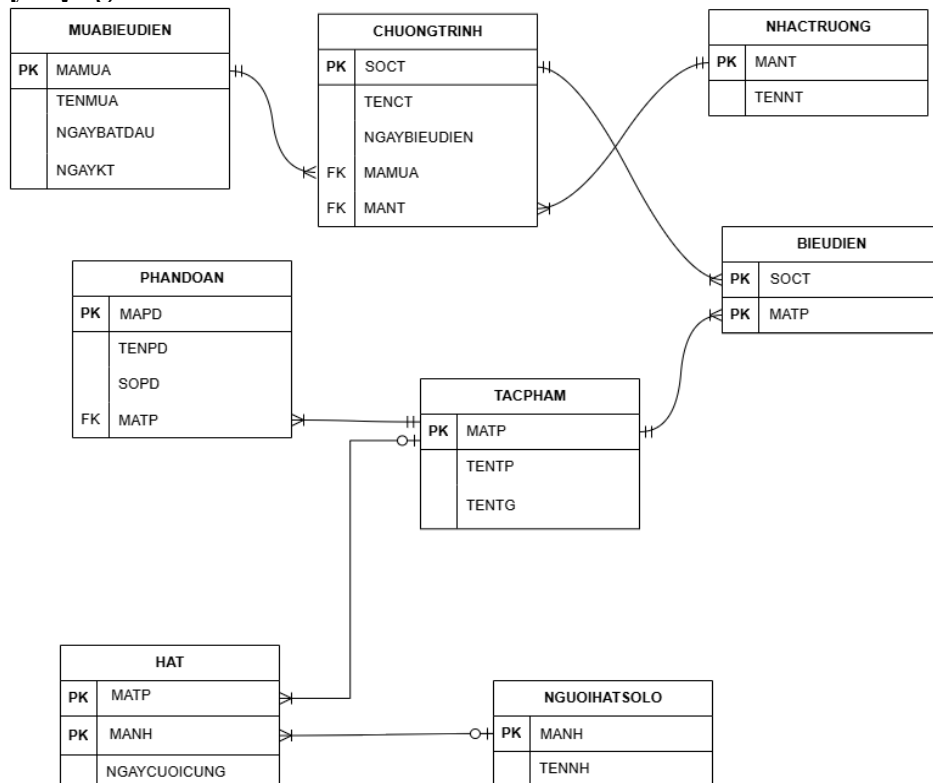 MUABIEUDIEN
PK MAMUA
TENMUA
NGAYBATDAU
NGAYKT
CHUONGTRINH
PK SOCT
TENCT
NGAYBIEUDIEN
FK MAMUA
FK MANT
NHACTRUONG
PK MANT
TENNT
BIEUDIEN
PK SOCT
PK MATP
PHANDOAN
PK MAPD
TENPD
SOPD
FK MATP
TACPHAM
PK MATP
TENTP
TENTG
HAT
PK MATP
PK MANH
NGAYCUOICUNG
NGUOIHATSOLO
PK MANH
TENNH